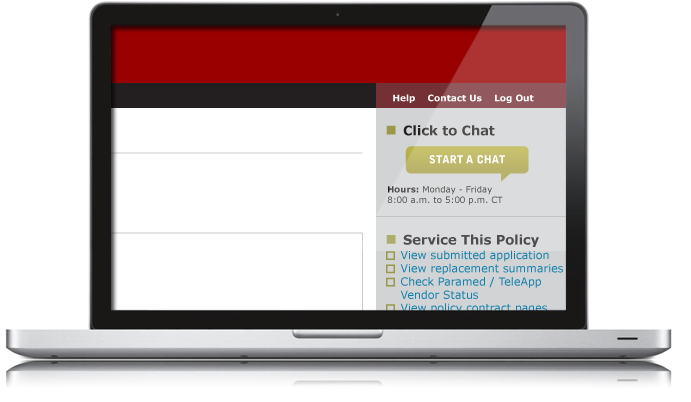 Help Contact Us Log Out
Click to Chat
START A CHAT
Hours: Monday - Friday
8:00 a.m. to 5:00 p.m. CT
Service This Policy
View submitted application
View replacement summaries
Check Paramed / TeleApp
Vendor Status
View policy contract pages